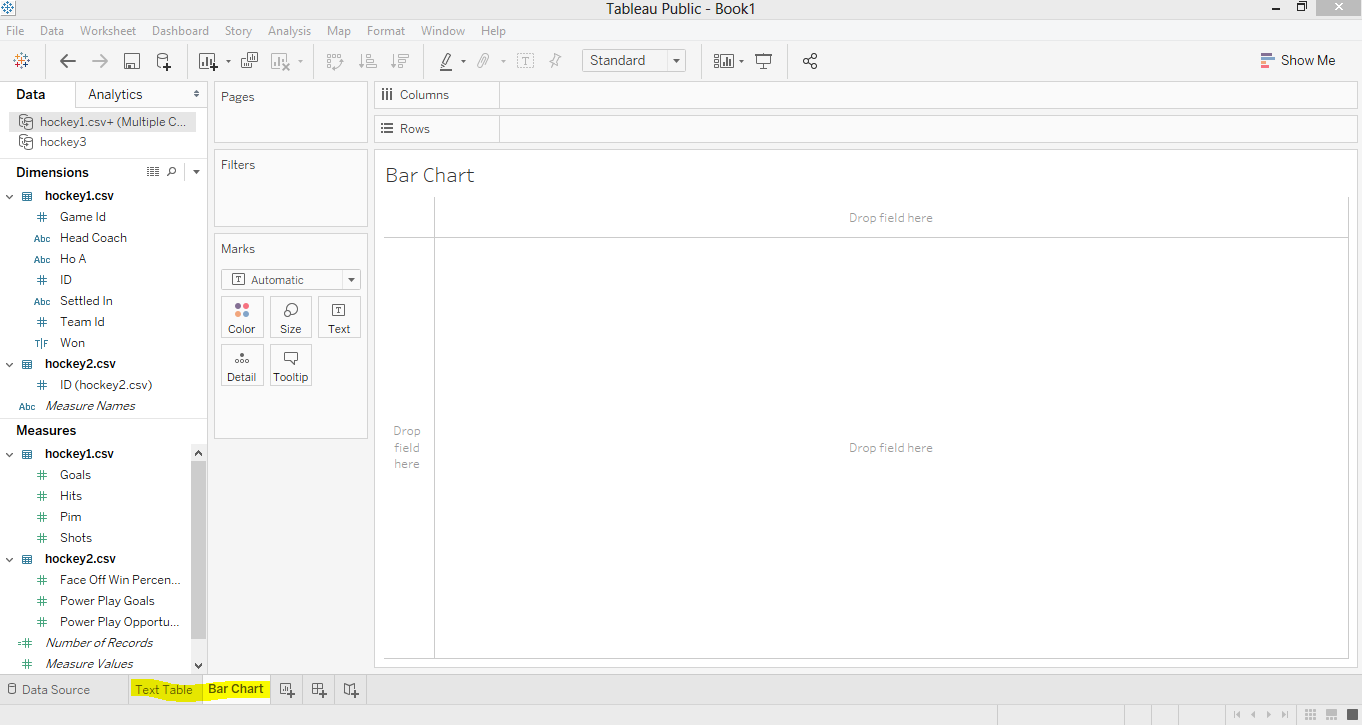 Tableau Public - Book1
File Data Worksheet Dashboard Story Analysis Map Format Window Help
Standard
Show Me
Data Analytics
hockey1.csv+ (Multiple C...
hockey3
Dimensions
hockey1.csv
# Game Id
Abc Head Coach
Abc Ho A
# ID
Abc Settled In
# Team Id
T|F Won
hockey2.csv
# ID (hockey2.csv)
Abc Measure Names
Measures
hockey1.csv
# Goals
# Hits
# Pim
# Shots
hockey2.csv
# Face Off Win Percen...
# Power Play Goals
# Power Play Opportu...
=# Number of Records
# Measure Values
Pages
Filters
Marks
T Automatic
Color Size T Text
Detail Tooltip
Columns
Rows
Bar Chart
Drop field here
Drop
field
here
Drop field here
Data Source Text Table Bar Chart